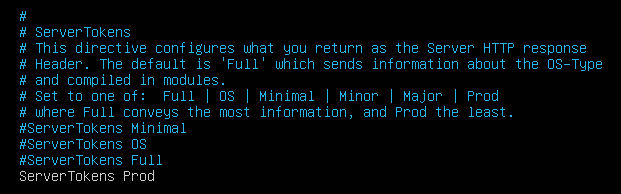 #
# ServerTokens
# This directive configures what you return as the Server HTTP response
# Header. The default is 'Full' which sends information about the OS-Type
# and compiled in modules.
# Set to one of:  Full | OS | Minimal | Minor | Major | Prod
# where Full conveys the most information, and Prod the least.
#ServerTokens Minimal
#ServerTokens OS
#ServerTokens Full
ServerTokens Prod